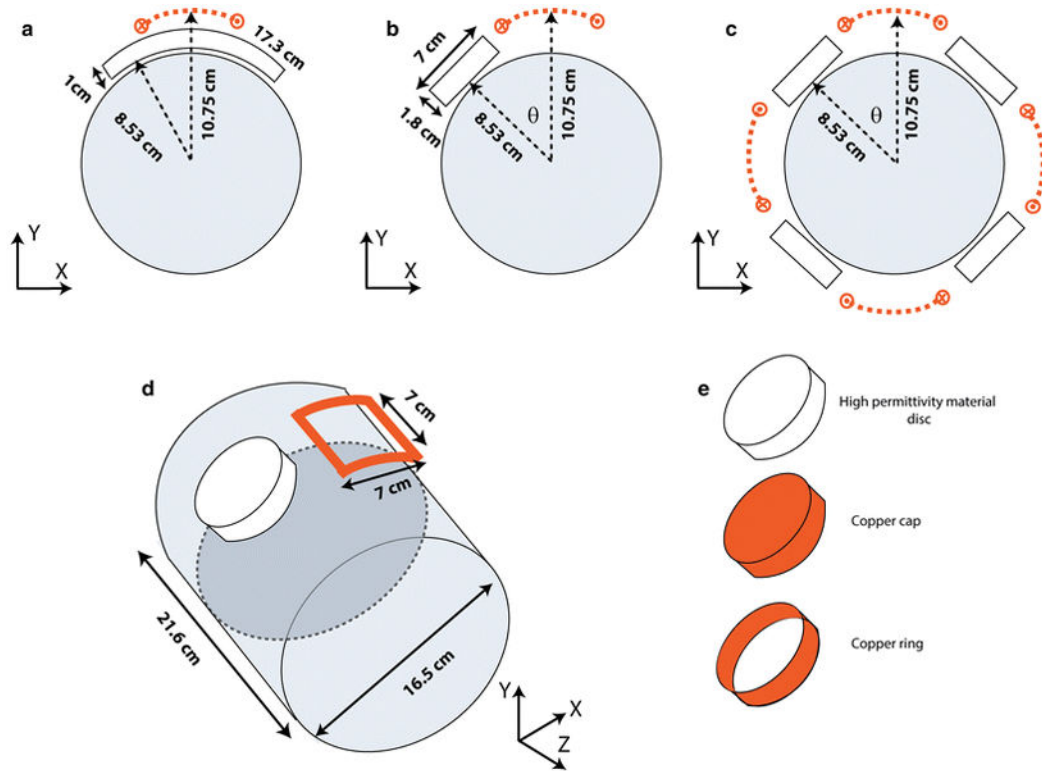 a
17.3 cm
1cm
8.53 cm
10.75 cm
Y
X
b
7 cm
1.8 cm
8.53 cm
θ
10.75 cm
Y
X
c
8.53 cm
θ
10.75 cm
Y
X
d
7 cm
7 cm
21.6 cm
16.5 cm
Y
X
Z
e
High permittivity material
disc
Copper cap
Copper ring